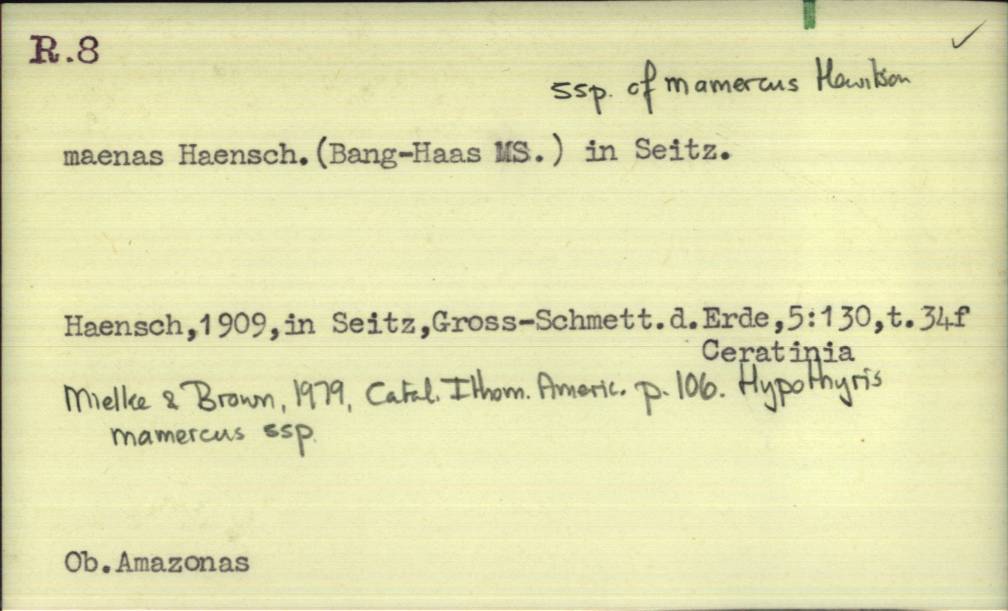 R.8
ssp. of mamercus Hewitson
maenas Haensch.(Bang-Haas MS.) in Seitz.
Haensch,1909,in Seitz,Gross-Schmett.d.Erde,5:130,t.34f
Ceratinia
Mielke & Brown, 1979, Catal. Ithom. Americ. p. 106. Hypothyris
mamercus ssp.
Ob.Amazonas